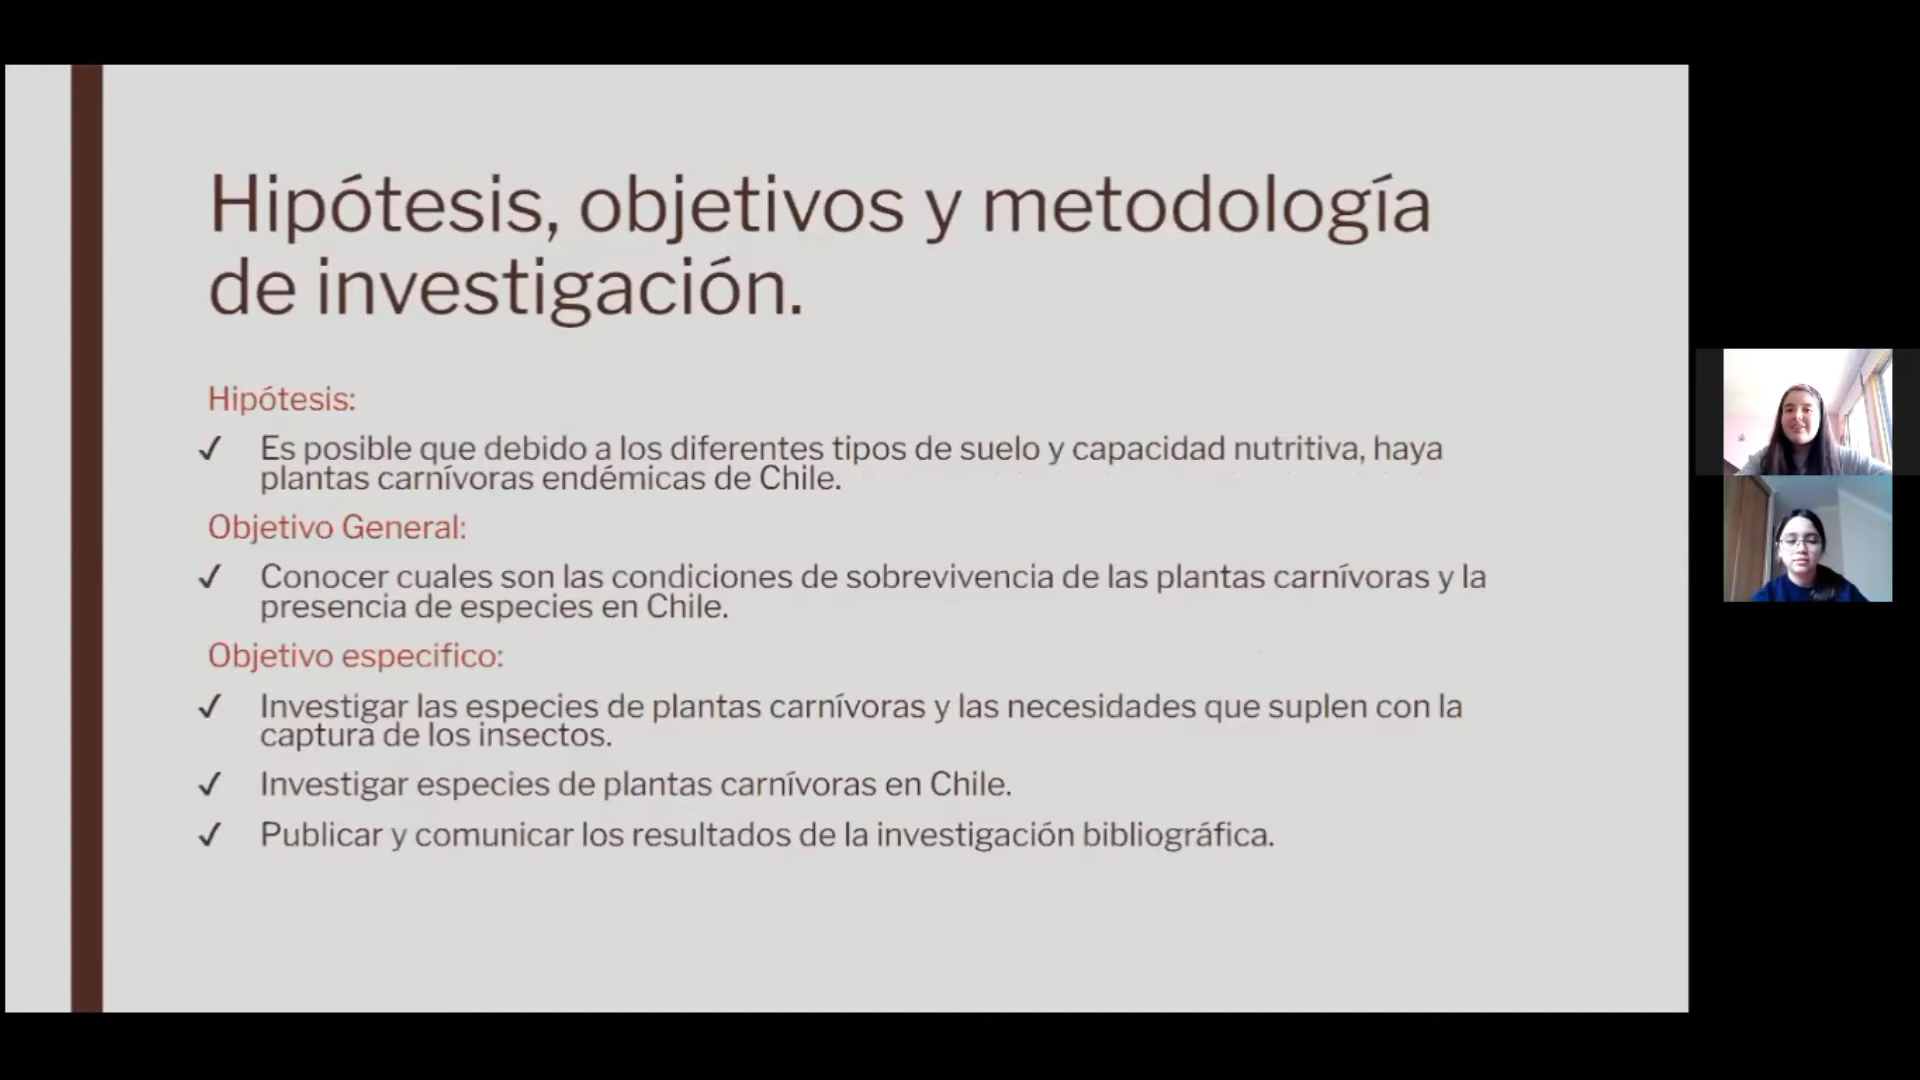 Hipótesis, objetivos y metodología
de investigación.
Hipótesis:
✓ Es posible que debido a los diferentes tipos de suelo y capacidad nutritiva, haya
plantas carnívoras endémicas de Chile.
Objetivo General:
✓ Conocer cuales son las condiciones de sobrevivencia de las plantas carnívoras y la
presencia de especies en Chile.
Objetivo especifico:
✓ Investigar las especies de plantas carnívoras y las necesidades que suplen con la
captura de los insectos.
✓ Investigar especies de plantas carnívoras en Chile.
✓ Publicar y comunicar los resultados de la investigación bibliográfica.